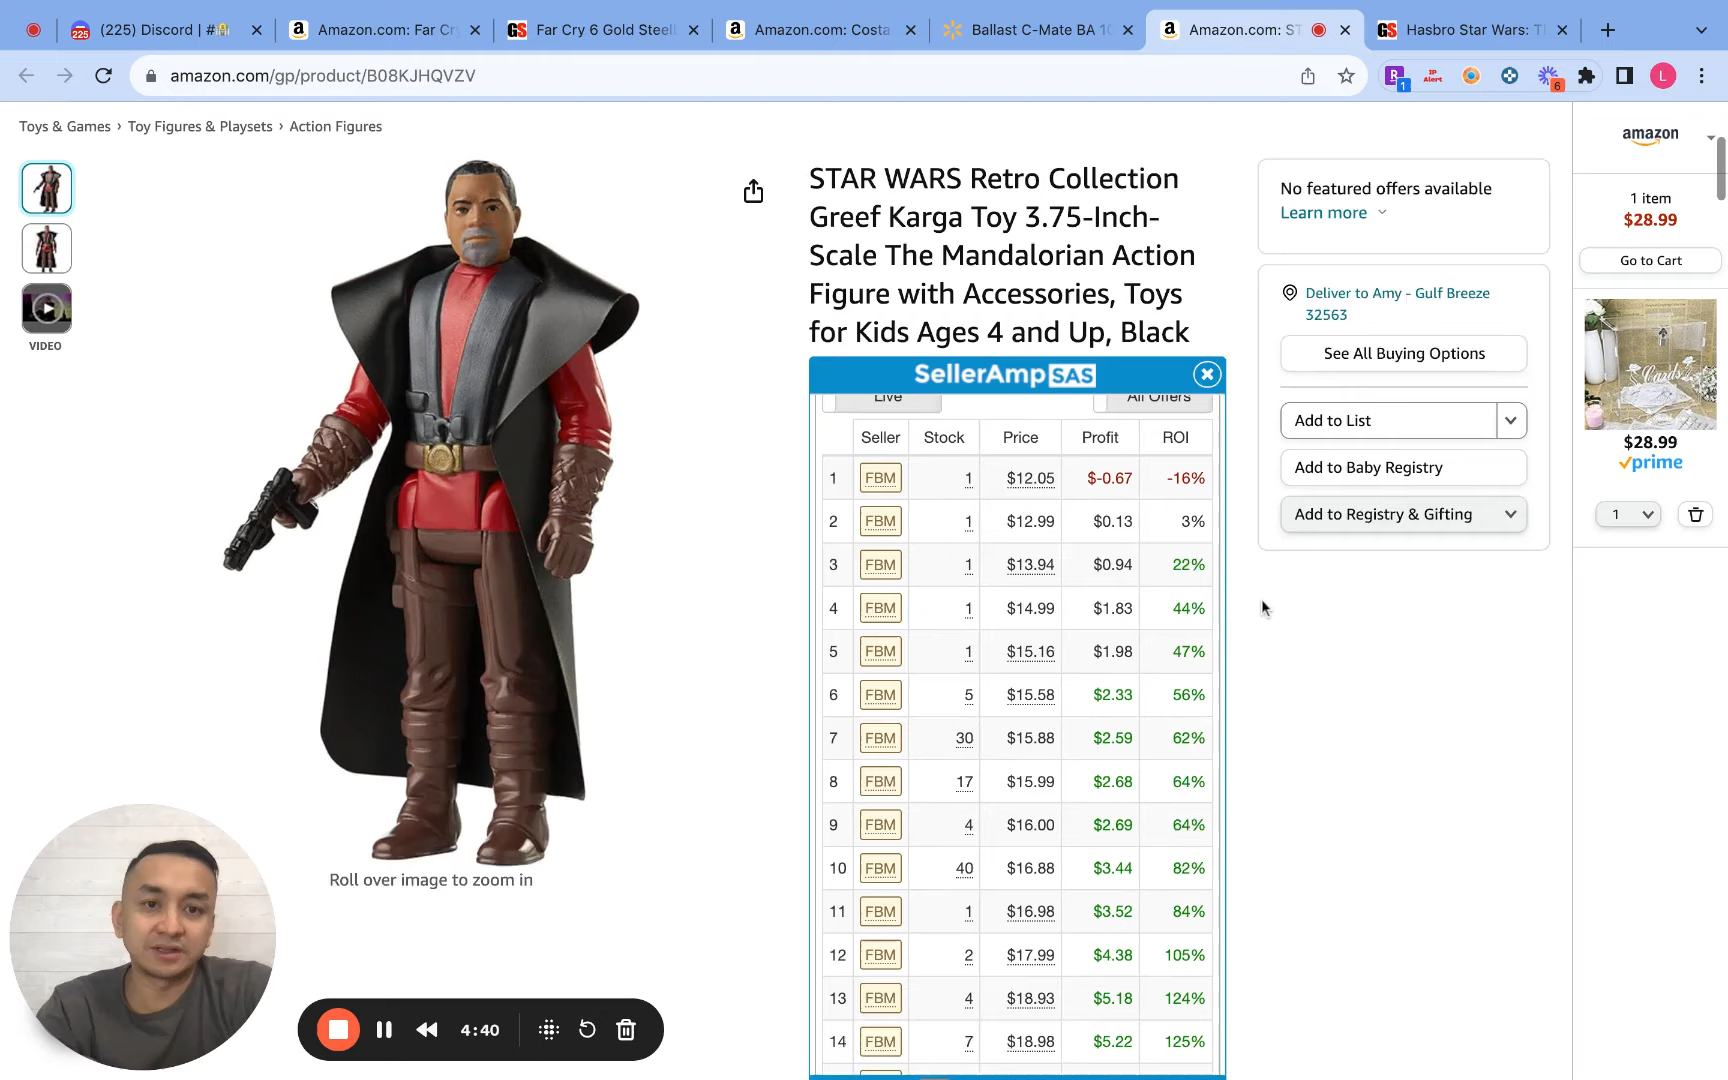 225
(225) Discord | #
Amazon.com: Far Cr
GS
Far Cry 6 Gold Steell
Amazon.com: Costa
Ballast C-Mate BA 10
Amazon.com: ST
GS
Hasbro Star Wars: T
amazon.com/gp/product/B08KJHQVZV
R
1
IP
Alert
6
L
Toys & Games › Toy Figures & Playsets › Action Figures
VIDEO
Roll over image to zoom in
STAR WARS Retro Collection
Greef Karga Toy 3.75-Inch-
Scale The Mandalorian Action
Figure with Accessories, Toys
for Kids Ages 4 and Up, Black
SellerAmp SAS
Live All Offers
Seller Stock Price Profit ROI
1 FBM 1 $12.05 $-0.67 -16%
2 FBM 1 $12.99 $0.13 3%
3 FBM 1 $13.94 $0.94 22%
4 FBM 1 $14.99 $1.83 44%
5 FBM 1 $15.16 $1.98 47%
6 FBM 5 $15.58 $2.33 56%
7 FBM 30 $15.88 $2.59 62%
8 FBM 17 $15.99 $2.68 64%
9 FBM 4 $16.00 $2.69 64%
10 FBM 40 $16.88 $3.44 82%
11 FBM 1 $16.98 $3.52 84%
12 FBM 2 $17.99 $4.38 105%
13 FBM 4 $18.93 $5.18 124%
14 FBM 7 $18.98 $5.22 125%
No featured offers available
Learn more
Deliver to Amy - Gulf Breeze
32563
See All Buying Options
Add to List
Add to Baby Registry
Add to Registry & Gifting
amazon
1 item
$28.99
Go to Cart
Cards
$28.99
prime
1
4:40